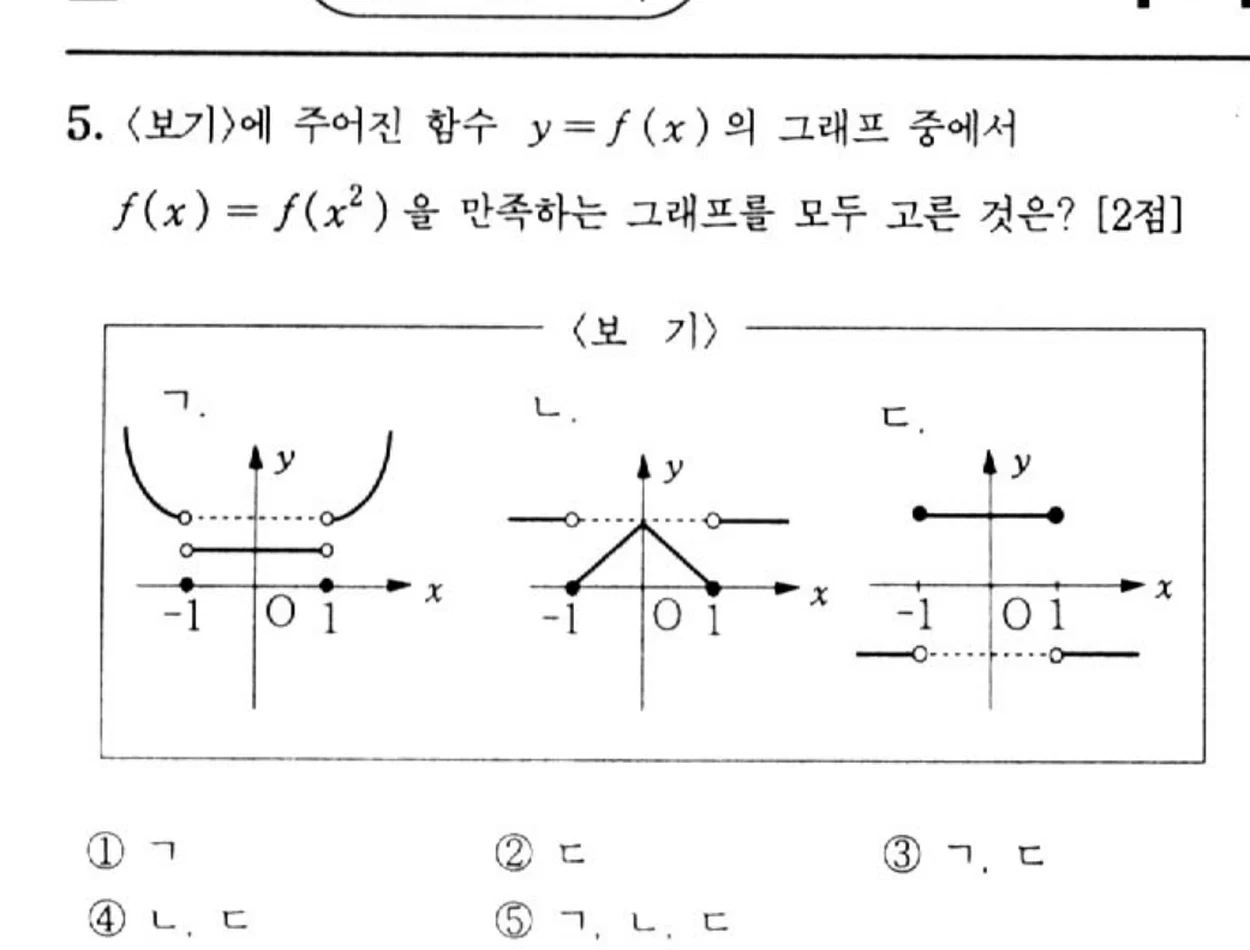 5. 〈보기〉에 주어진 함수 y=f(x)의 그래프 중에서
f(x)=f(x²)을 만족하는 그래프를 모두 고른 것은? [2점]
〈보 기〉
ㄱ. ㄴ. ㄷ.
y y y
x x x
-1 O 1 -1 O 1 -1 O 1
① ㄱ ② ㄷ ③ ㄱ, ㄷ
④ ㄴ, ㄷ ⑤ ㄱ, ㄴ, ㄷ